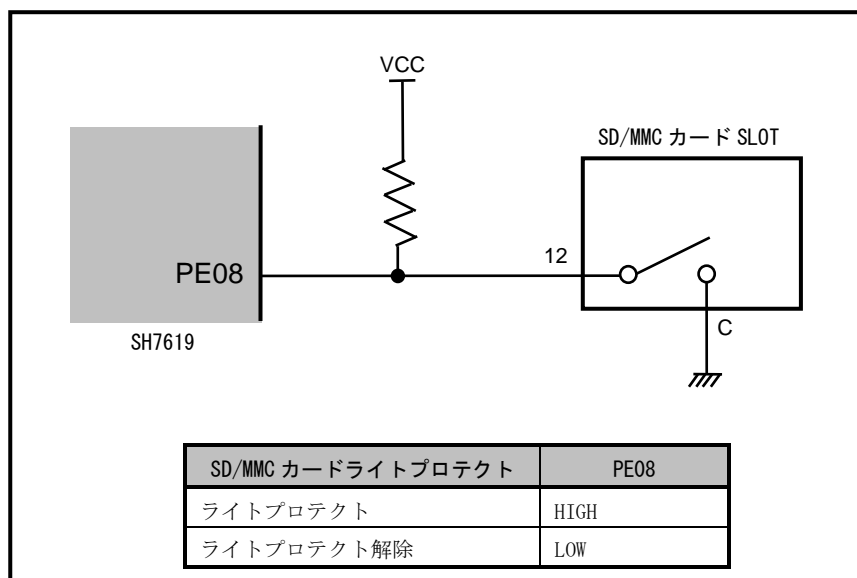 VCC
SD/MMC カード SLOT
12
PE08
C
SH7619
SD/MMC カードライトプロテクト PE08
ライトプロテクト HIGH
ライトプロテクト解除 LOW